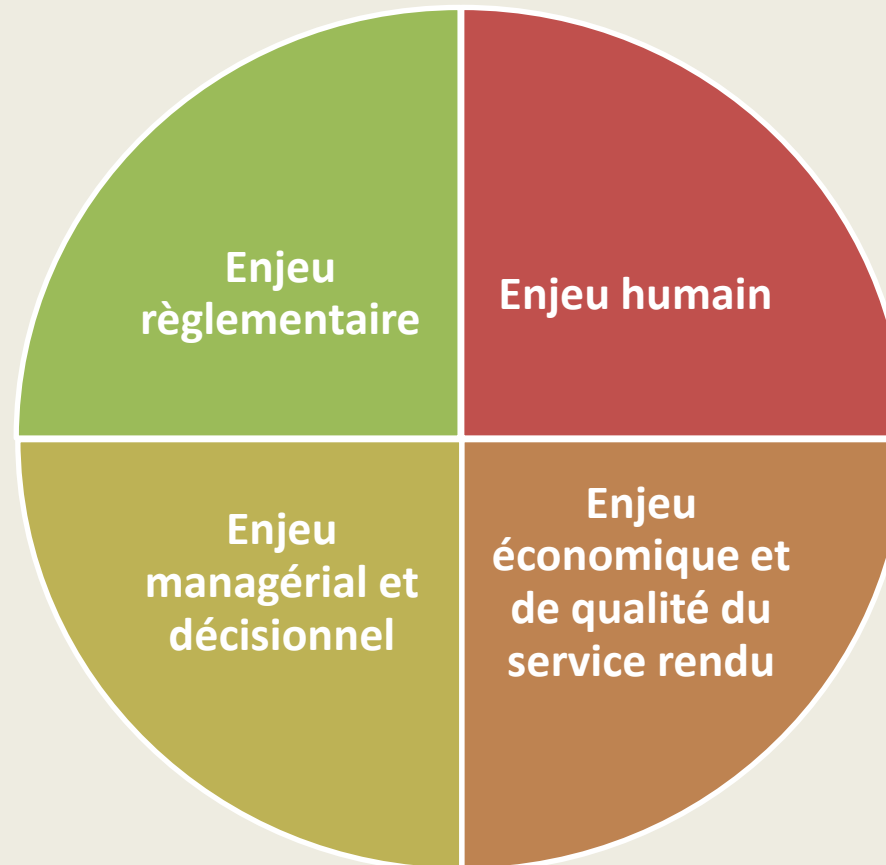 Enjeu
règlementaire
Enjeu humain
Enjeu
managérial et
décisionnel
Enjeu
économique et
de qualité du
service rendu